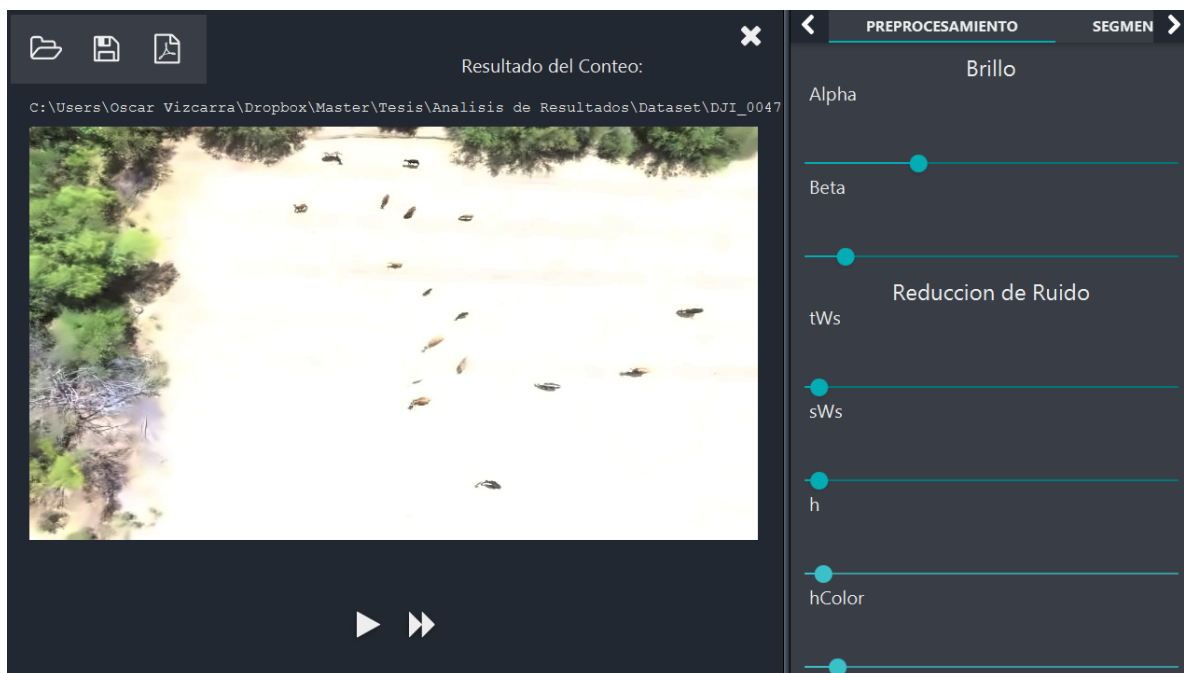 Resultado del Conteo:
C:\Users\Oscar Vizcarra\Dropbox\Master\Tesis\Analisis de Resultados\Dataset\DJI_0047
PREPROCESAMIENTO
SEGMEN
Brillo
Alpha
Beta
Reduccion de Ruido
tWs
sWs
h
hColor